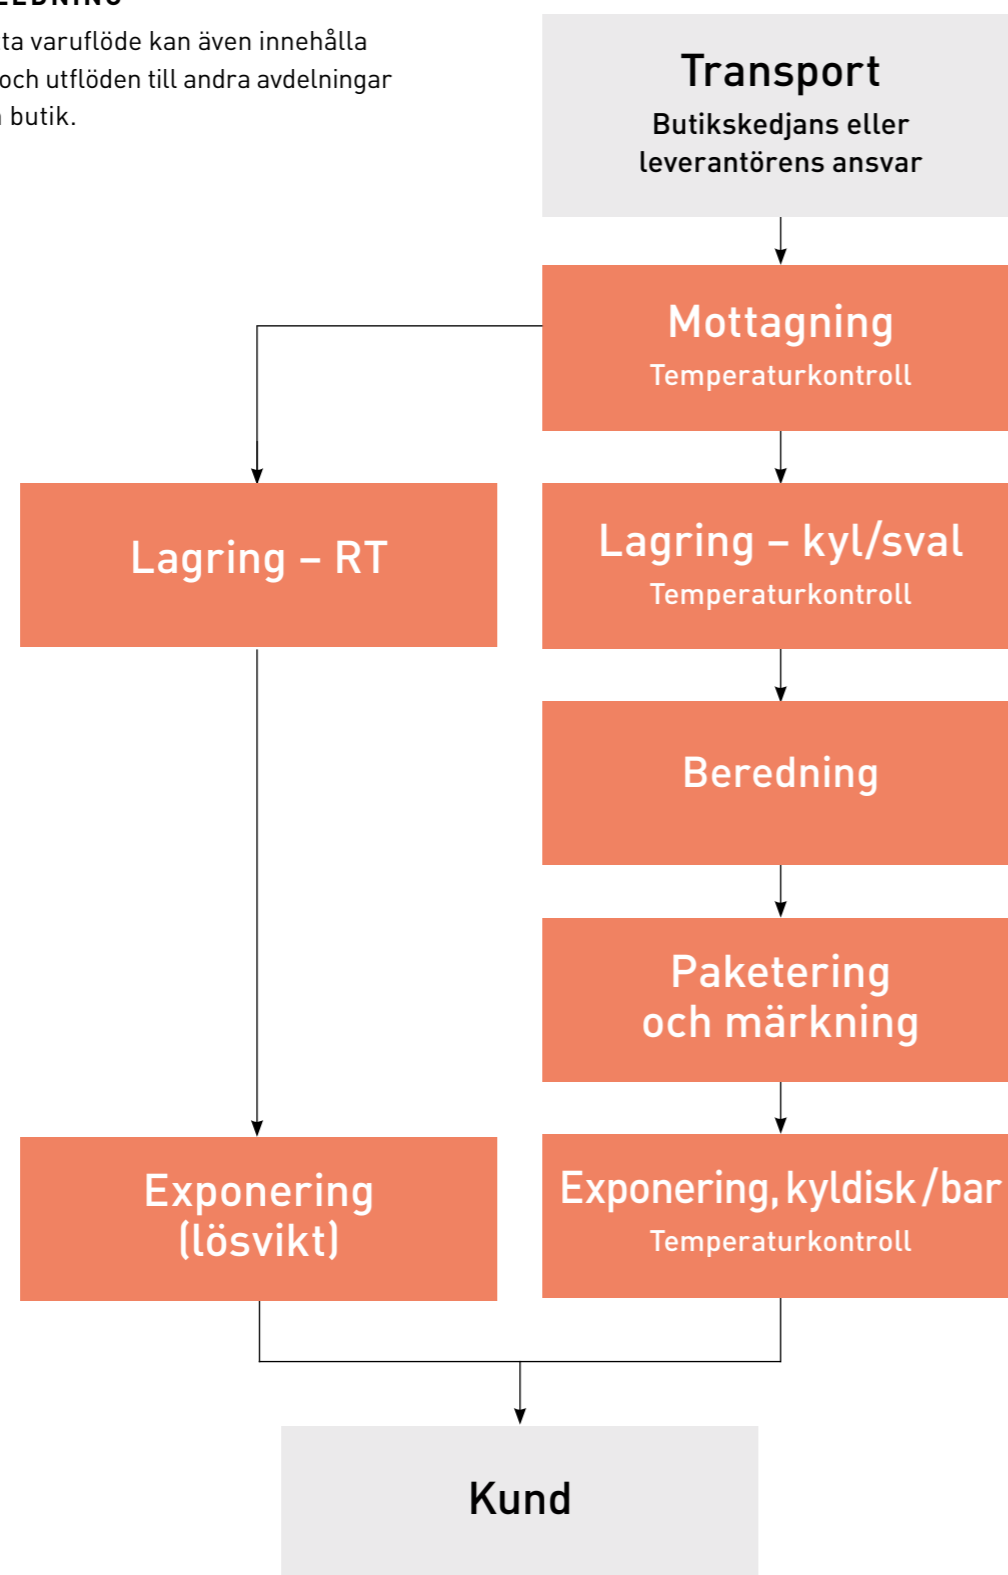 ta varuflöde kan även innehålla
och utflöden till andra avdelningar
butik.
Transport
Butikskedjans eller
leverantörens ansvar
Mottagning
Temperaturkontroll
Lagring – RT
Lagring – kyl/sval
Temperaturkontroll
Beredning
Paketering
och märkning
Exponering
(lösvikt)
Exponering, kyldisk/bar
Temperaturkontroll
Kund